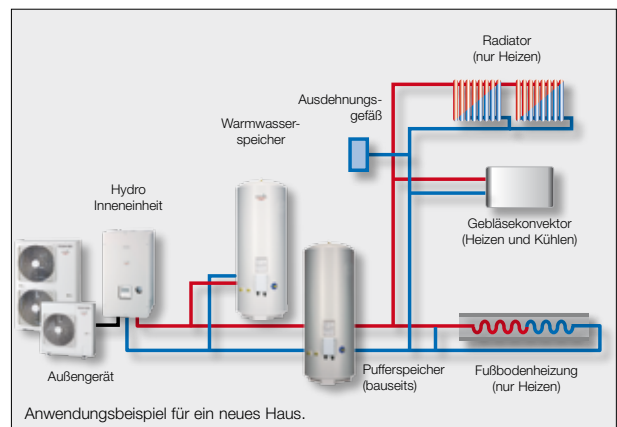 Radiator
(nur Heizen)
Ausdehnungs-
gefäß
Warmwasser-
speicher
Hydro
Inneneinheit
Gebläsekonvektor
(Heizen und Kühlen)
Außengerät
Pufferspeicher
(bauseits)
Fußbodenheizung
(nur Heizen)
Anwendungsbeispiel für ein neues Haus.